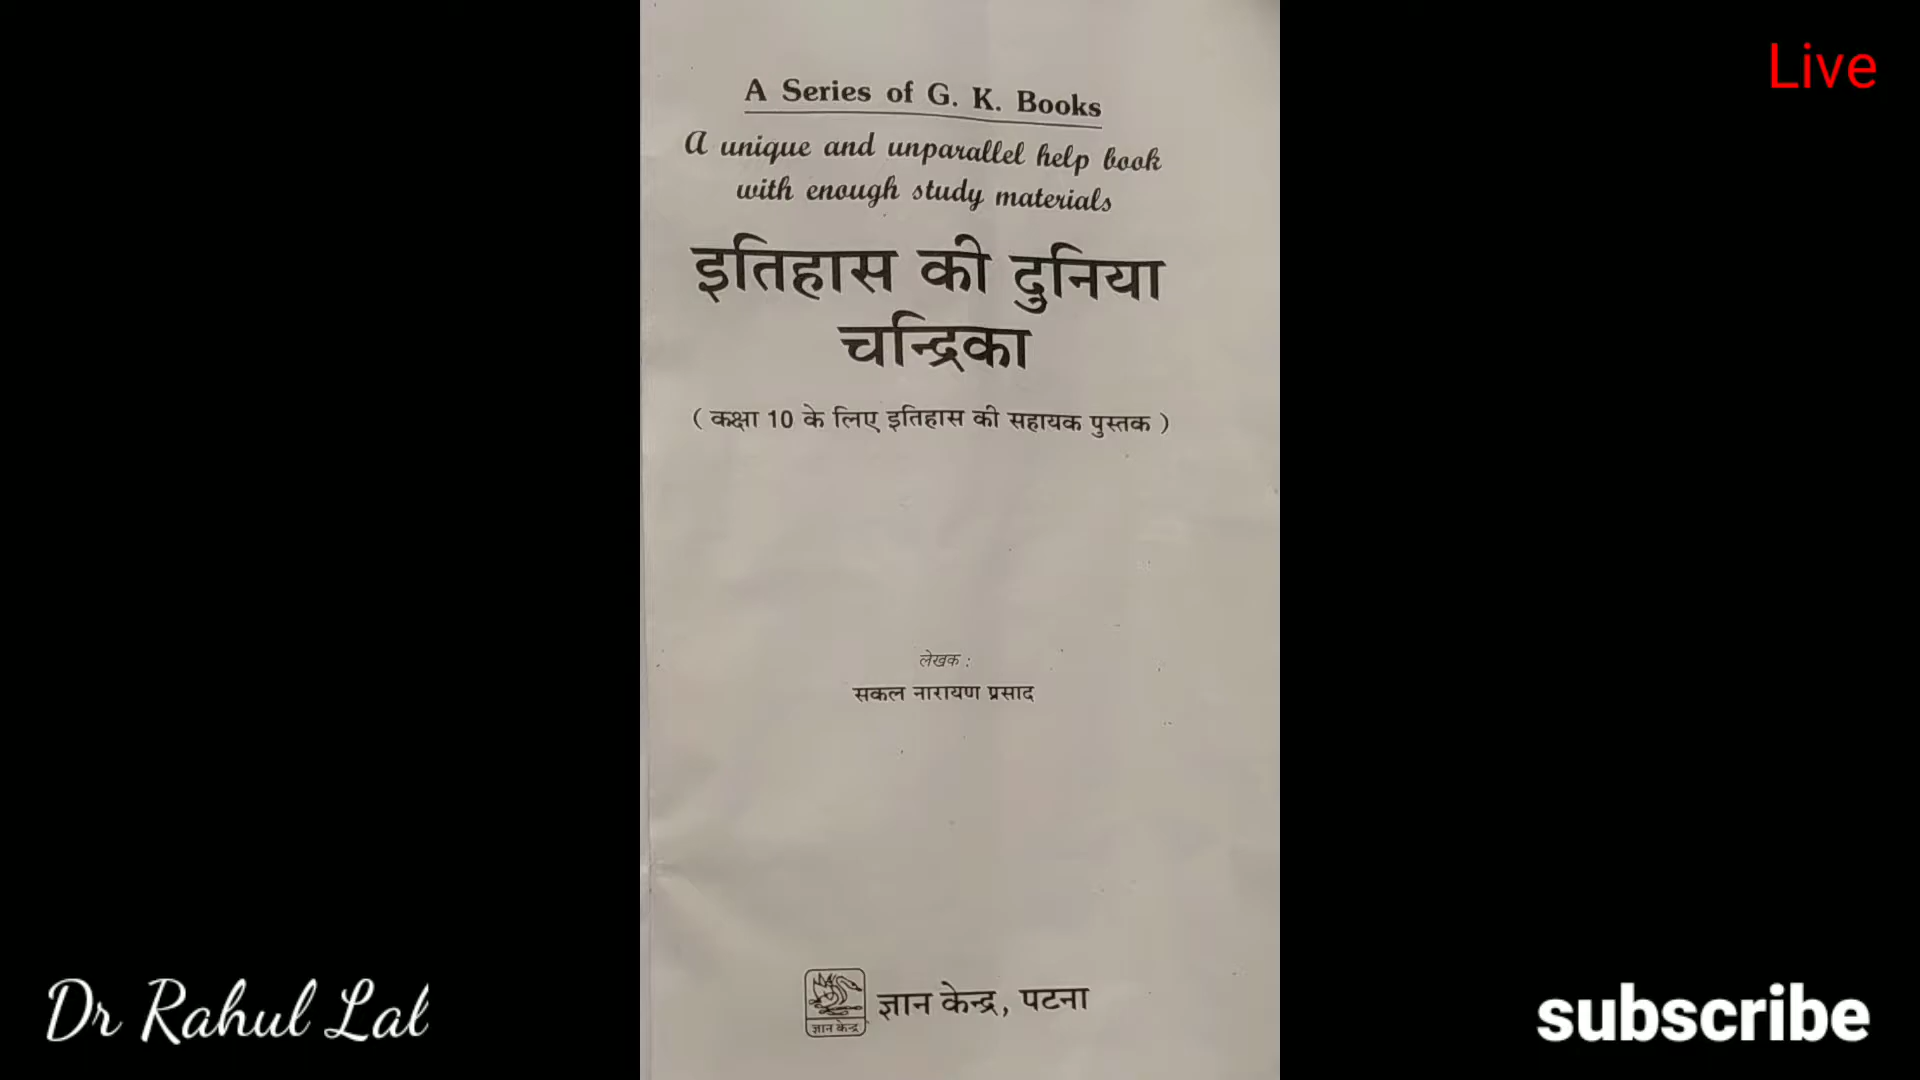 Live
A Series of G. K. Books
A unique and unparallel help book
with enough study materials
इतिहास की दुनिया
चन्द्रिका
( कक्षा 10 के लिए इतिहास की सहायक पुस्तक )
लेखक :
सकल नारायण प्रसाद
ज्ञान केन्द्र
ज्ञान केन्द्र, पटना
Dr Rahul Lal
subscribe